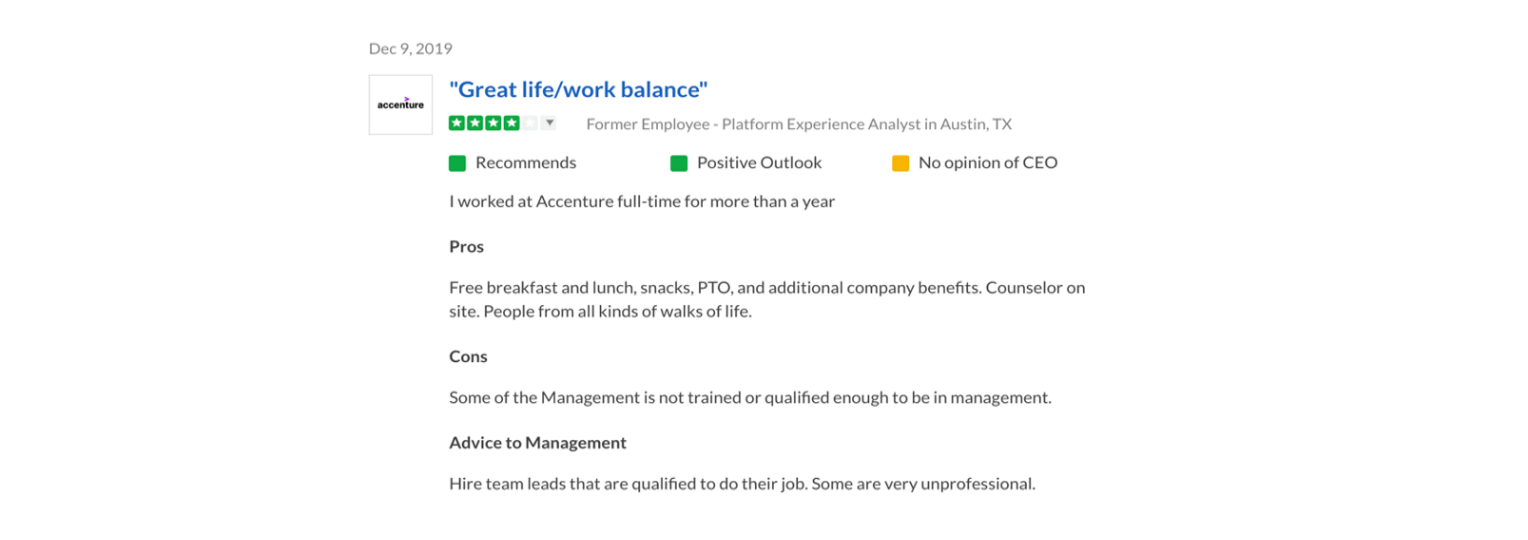 Dec 9, 2019
accenture
"Great life/work balance"
Former Employee - Platform Experience Analyst in Austin, TX
Recommends Positive Outlook No opinion of CEO
I worked at Accenture full-time for more than a year
Pros
Free breakfast and lunch, snacks, PTO, and additional company benefits. Counselor on
site. People from all kinds of walks of life.
Cons
Some of the Management is not trained or qualified enough to be in management.
Advice to Management
Hire team leads that are qualified to do their job. Some are very unprofessional.